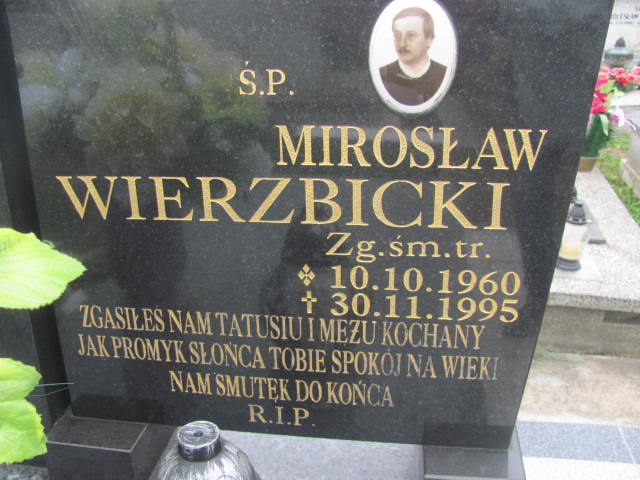 Ś.P.
MIROSŁAW
WIERZBICKI
Zg.śm.tr.
10.10.1960
30.11.1995
ZGASIŁEŚ NAM TATUSIU I MĘŻU KOCHANY
JAK PROMYK SŁOŃCA TOBIE SPOKÓJ NA WIEKI
NAM SMUTEK DO KOŃCA
R.I.P.